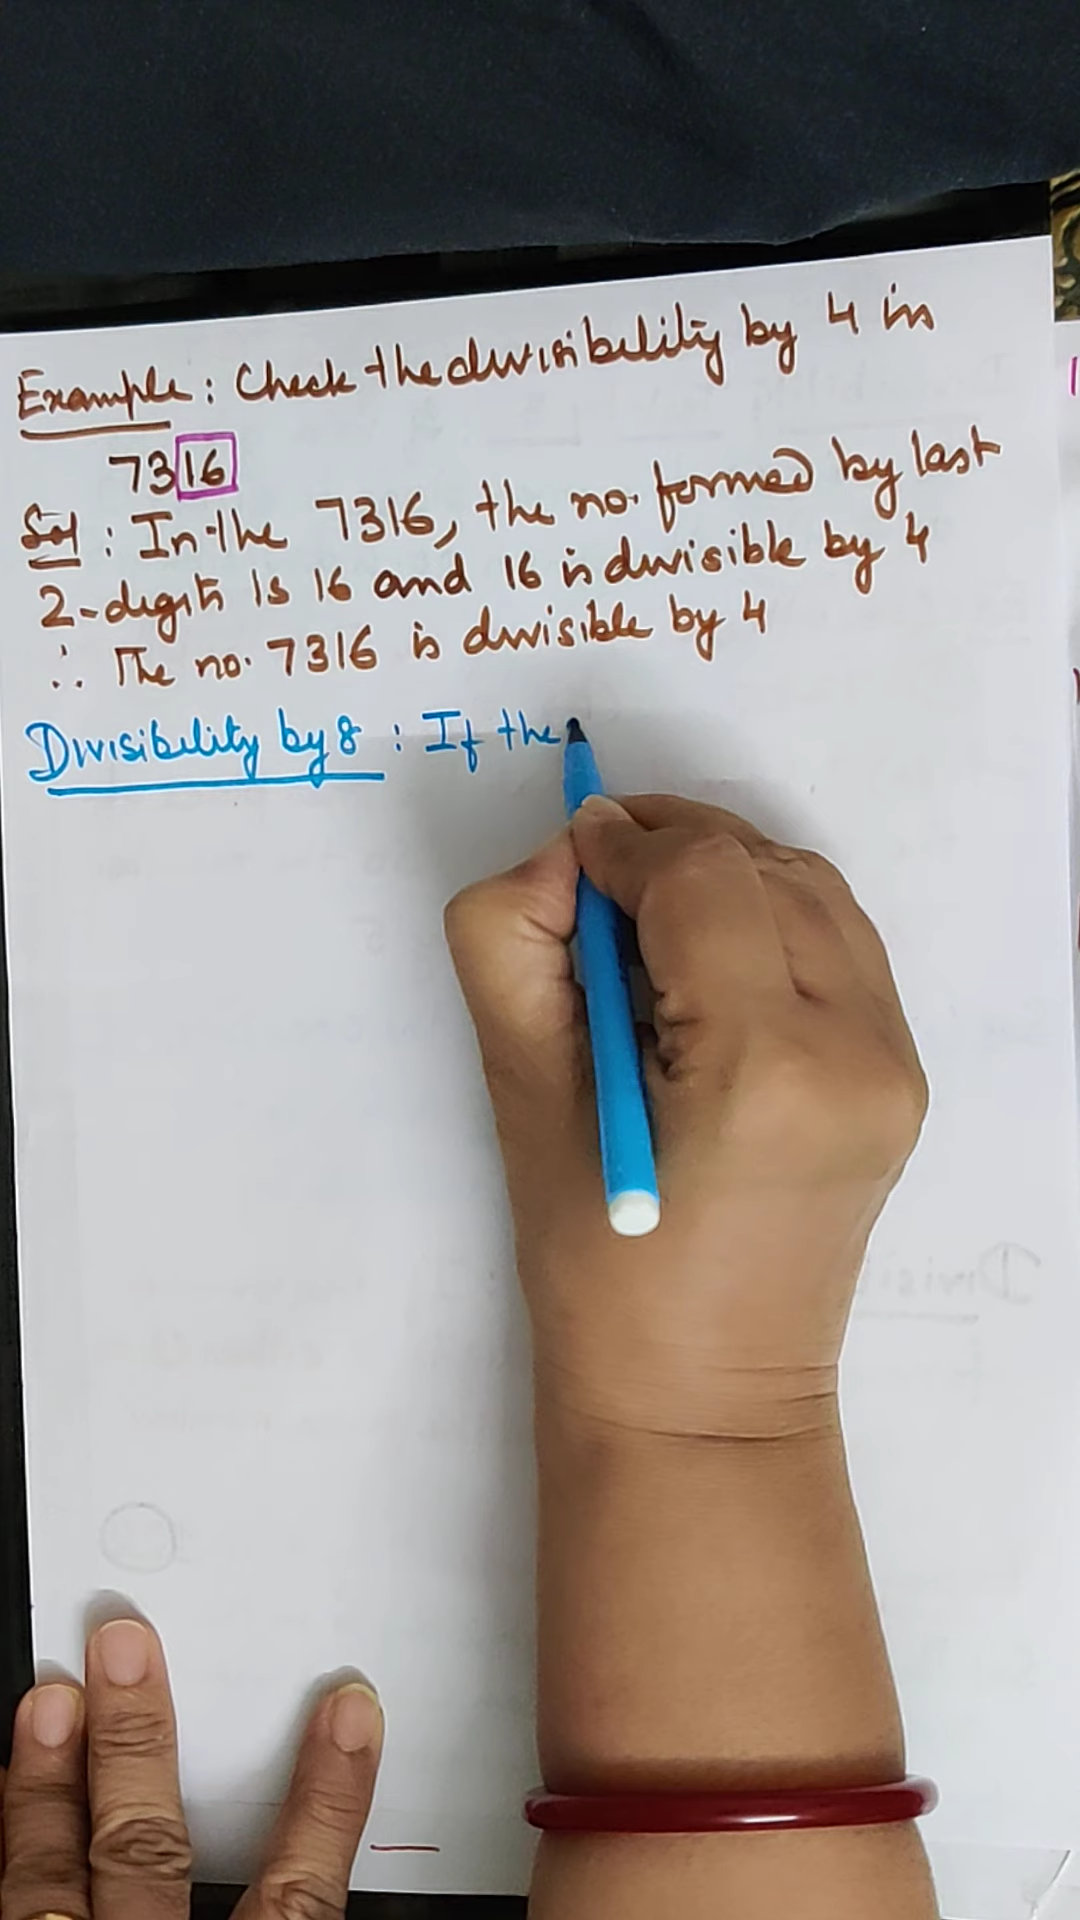 Example: Check the divisibility by 4 in
7316
Sol: In the 7316, the no. formed by last
2-digits is 16 and 16 is divisible by 4
∴ The no. 7316 is divisible by 4
Divisibility by 8 : If the